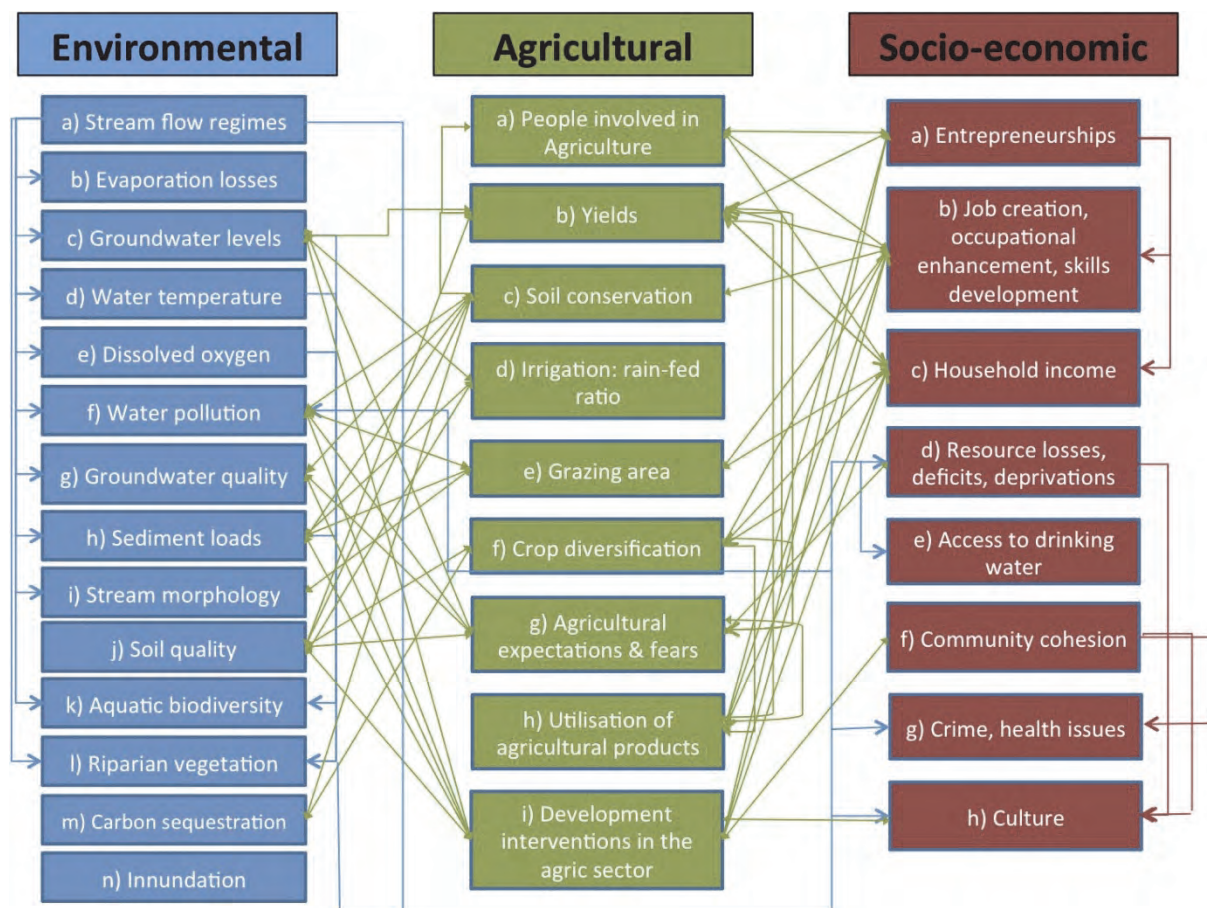 Environmental
a) Stream flow regimes
b) Evaporation losses
c) Groundwater levels
d) Water temperature
e) Dissolved oxygen
f) Water pollution
g) Groundwater quality
h) Sediment loads
i) Stream morphology
j) Soil quality
k) Aquatic biodiversity
l) Riparian vegetation
m) Carbon sequestration
n) Innundation
Agricultural
a) People involved in
Agriculture
b) Yields
c) Soil conservation
d) Irrigation: rain-fed
ratio
e) Grazing area
f) Crop diversification
g) Agricultural
expectations & fears
h) Utilisation of
agricultural products
i) Development
interventions in the
agric sector
Socio-economic
a) Entrepreneurships
b) Job creation,
occupational
enhancement, skills
development
c) Household income
d) Resource losses,
deficits, deprivations
e) Access to drinking
water
f) Community cohesion
g) Crime, health issues
h) Culture